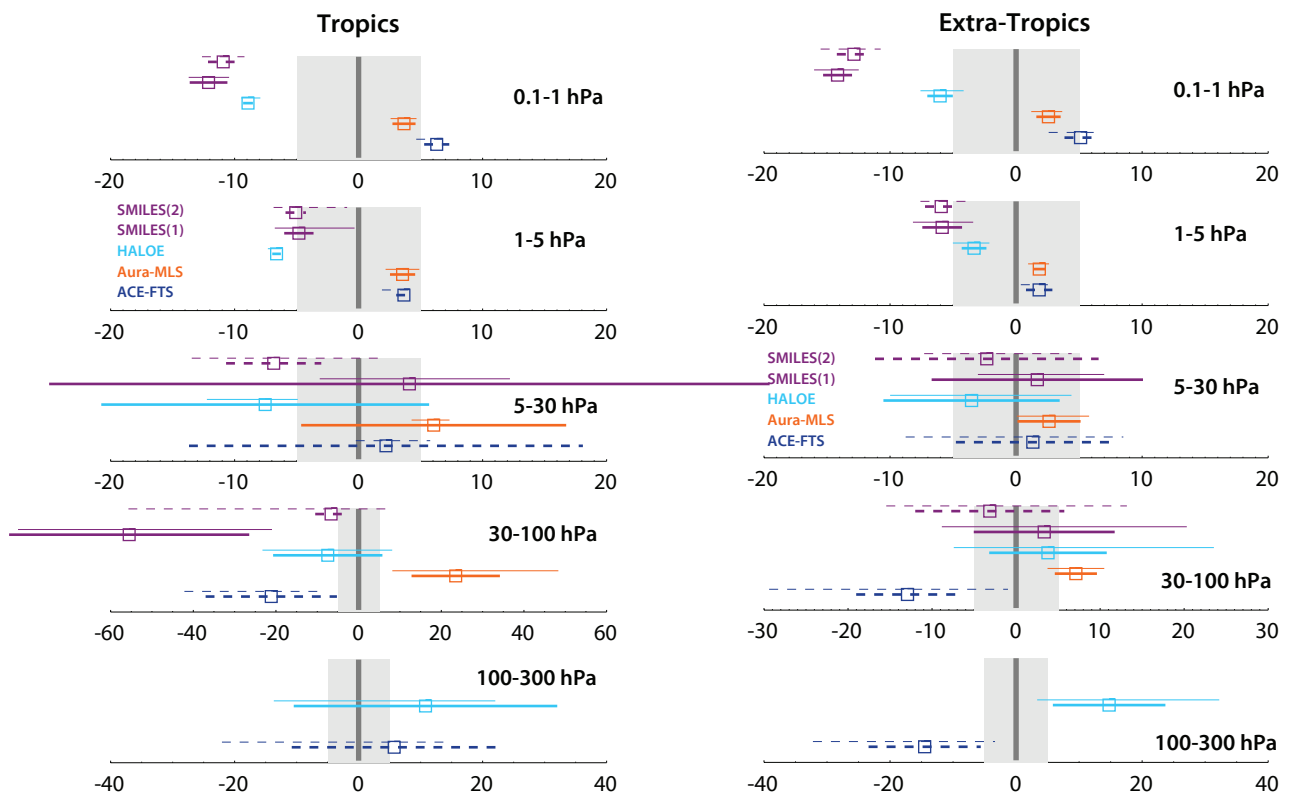 Tropics
Extra-Tropics
0.1-1 hPa
-20 -10 0 10 20
0.1-1 hPa
-20 -10 0 10 20
SMILES(2)
SMILES(1)
HALOE
Aura-MLS
ACE-FTS
1-5 hPa
-20 -10 0 10 20
1-5 hPa
-20 -10 0 10 20
5-30 hPa
-20 -10 0 10 20
SMILES(2)
SMILES(1)
HALOE
Aura-MLS
ACE-FTS
5-30 hPa
-20 -10 0 10 20
30-100 hPa
-60 -40 -20 0 20 40 60
30-100 hPa
-30 -10 0 10 20 30
100-300 hPa
-40 -20 0 20 40
100-300 hPa
-40 -20 0 20 40